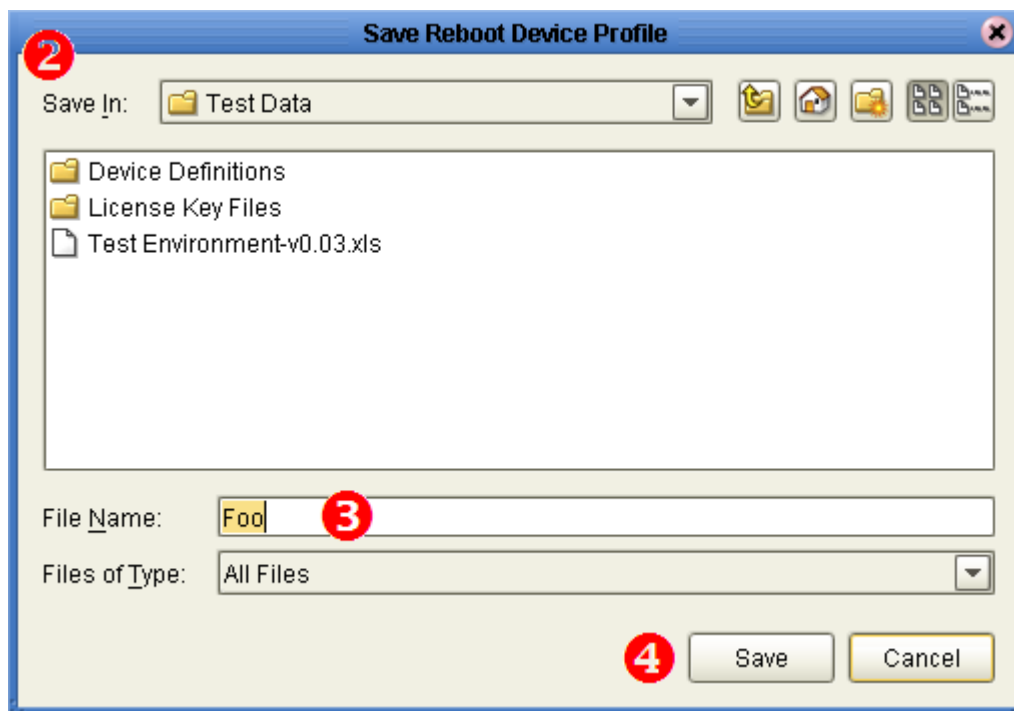 Save Reboot Device Profile
2
Save In: Test Data
Device Definitions
License Key Files
Test Environment-v0.03.xls
File Name: Foo 3
Files of Type: All Files
4 Save Cancel